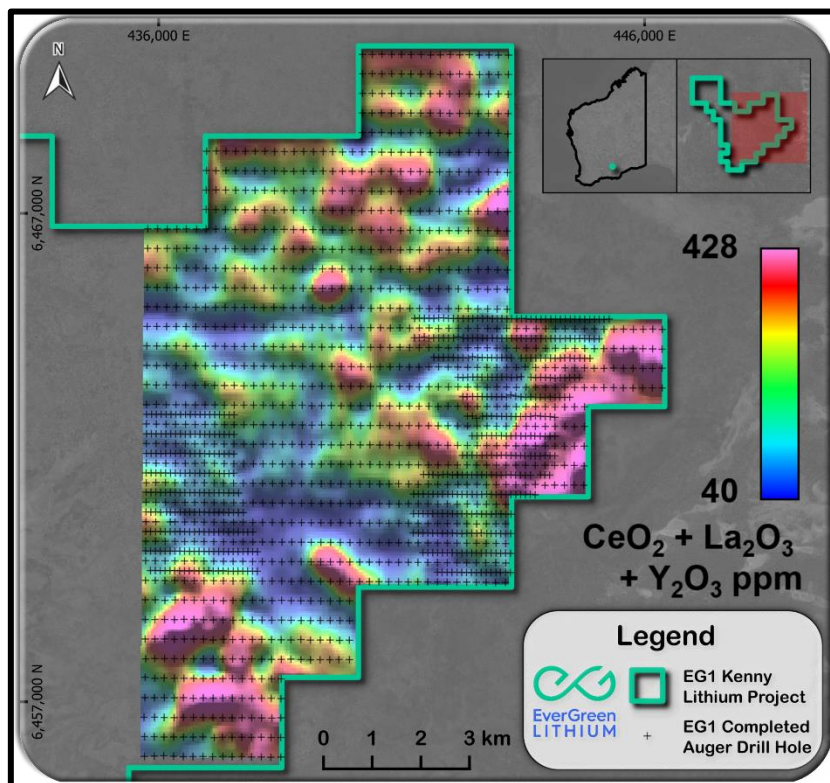 436,000 E
446,000 E
N
6,467,000 N
428
40
CeO₂ + La₂O₃
+ Y₂O₃ ppm
Legend
EverGreen
LITHIUM
EG1 Kenny
Lithium Project
EG1 Completed
Auger Drill Hole
6,457,000 N
0 1 2 3 km